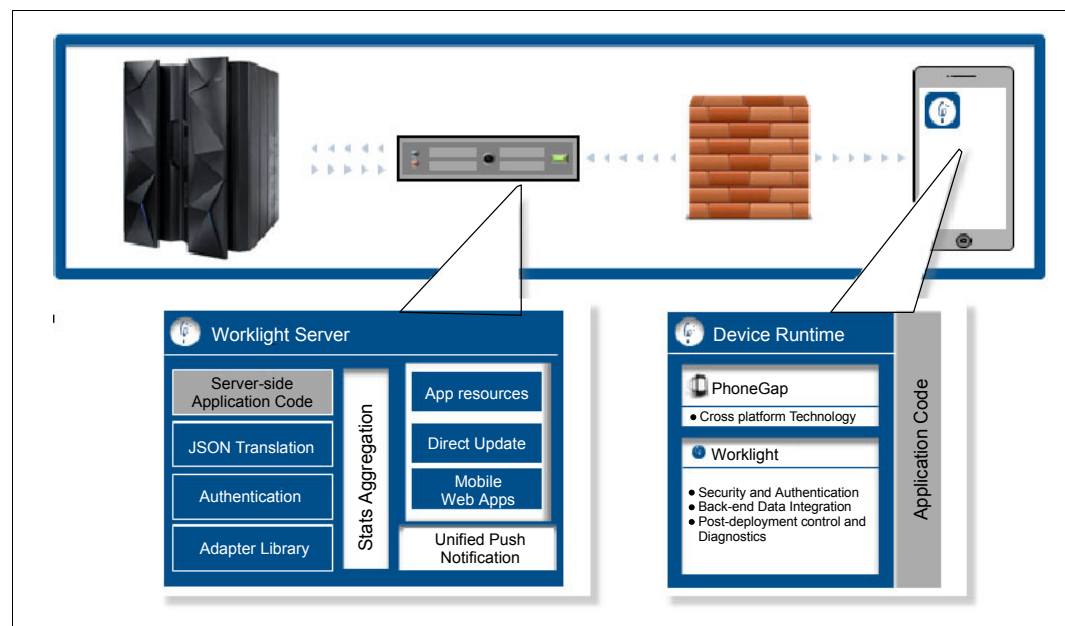 Worklight Server
Server-side
Application Code
JSON Translation
Authentication
Adapter Library
Stats Aggregation
App resources
Direct Update
Mobile
Web Apps
Unified Push
Notification
Device Runtime
PhoneGap
● Cross platform Technology
Worklight
● Security and Authentication
● Back-end Data Integration
● Post-deployment control and
Diagnostics
Application Code